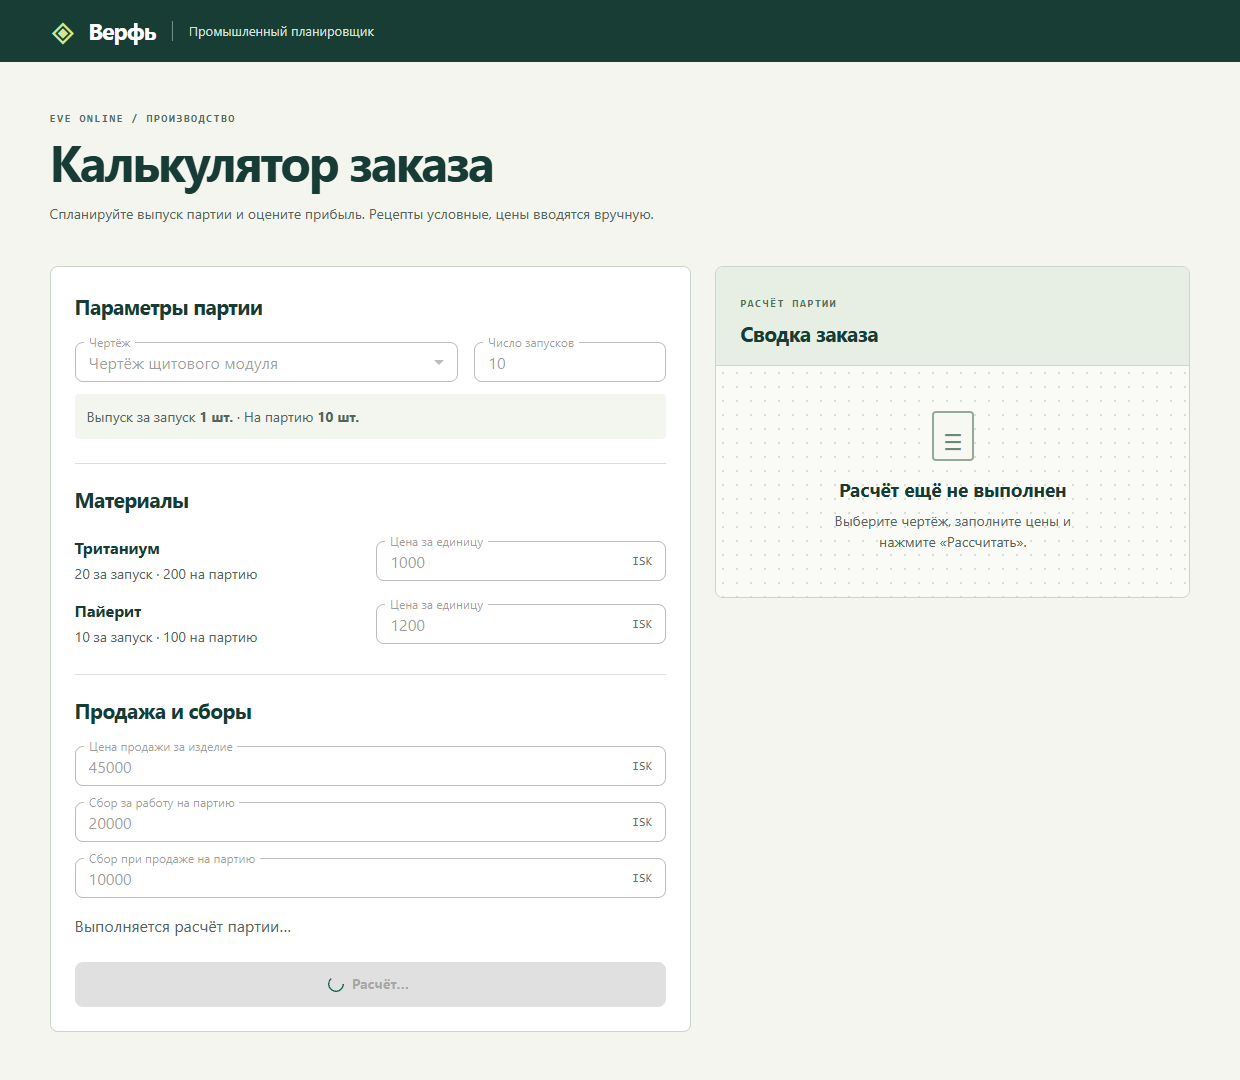 Верфь
Промышленный планировщик
EVE ONLINE / ПРОИЗВОДСТВО
Калькулятор заказа
Спланируйте выпуск партии и оцените прибыль. Рецепты условные, цены вводятся вручную.
Параметры партии
Чертёж
Чертёж щитового модуля
Число запусков
10
Выпуск за запуск 1 шт. · На партию 10 шт.
Материалы
Тританиум
20 за запуск · 200 на партию
Цена за единицу
1000
ISK
Пайерит
10 за запуск · 100 на партию
Цена за единицу
1200
ISK
Продажа и сборы
Цена продажи за изделие
45000
ISK
Сбор за работу на партию
20000
ISK
Сбор при продаже на партию
10000
ISK
Выполняется расчёт партии...
Расчёт...
РАСЧЁТ ПАРТИИ
Сводка заказа
Расчёт ещё не выполнен
Выберите чертёж, заполните цены и
нажмите «Рассчитать».